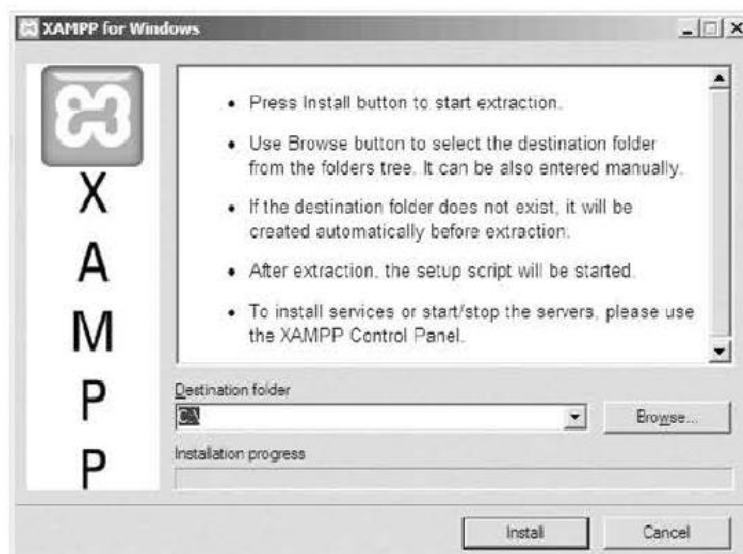 XAMPP for Windows
X
A
M
P
P
• Press Install button to start extraction.
• Use Browse button to select the destination folder
from the folders tree. It can be also entered manually.
• If the destination folder does not exist, it will be
created automatically before extraction.
• After extraction, the setup script will be started.
• To install services or start/stop the servers, please use
the XAMPP Control Panel.
Destination folder
C:\
Browse...
Installation progress
Install
Cancel